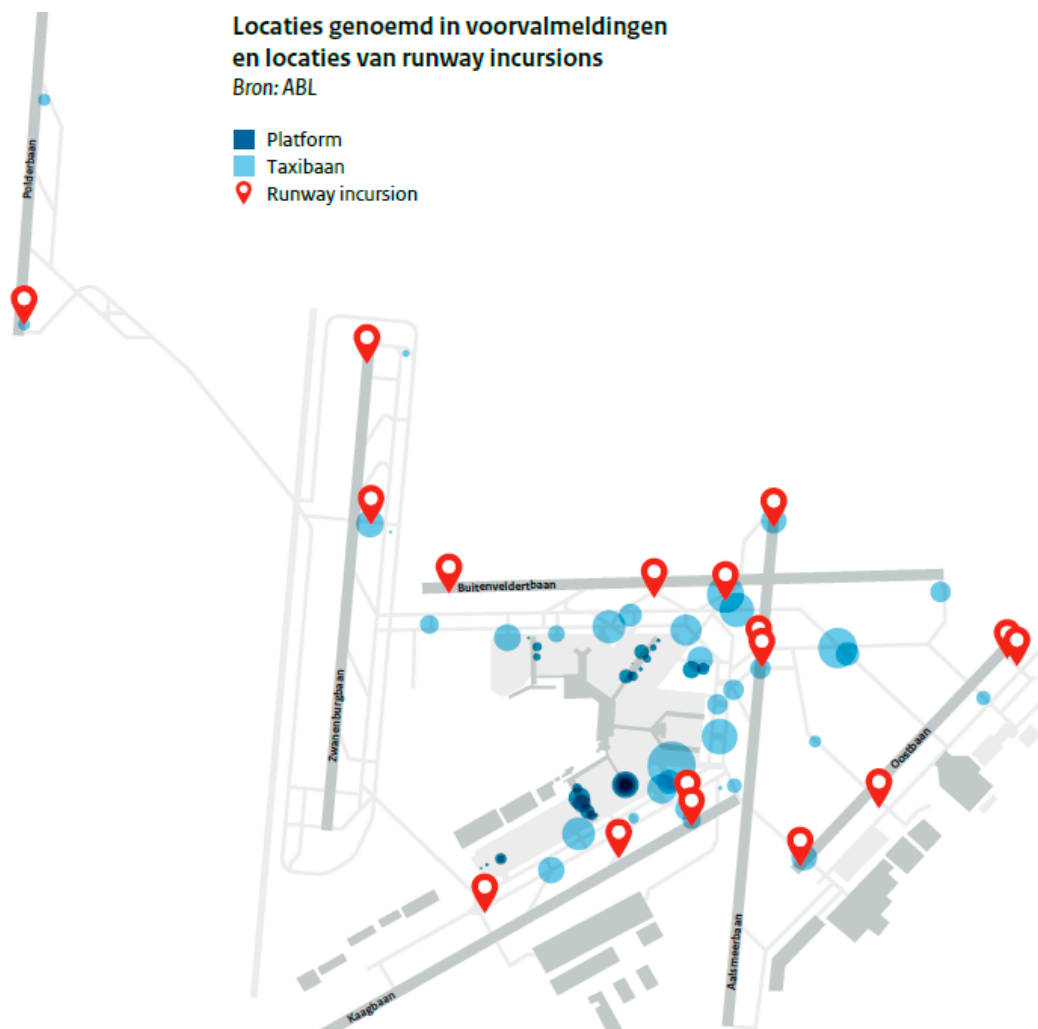 Locaties genoemd in voorvalmeldingen
en locaties van runway incursions
Bron: ABL
Platform
Taxibaan
Runway incursion
Polderbaan
Buitenveldertbaan
Zwanenburgbaan
Oostbaan
Aalsmeerbaan
Kaagbaan